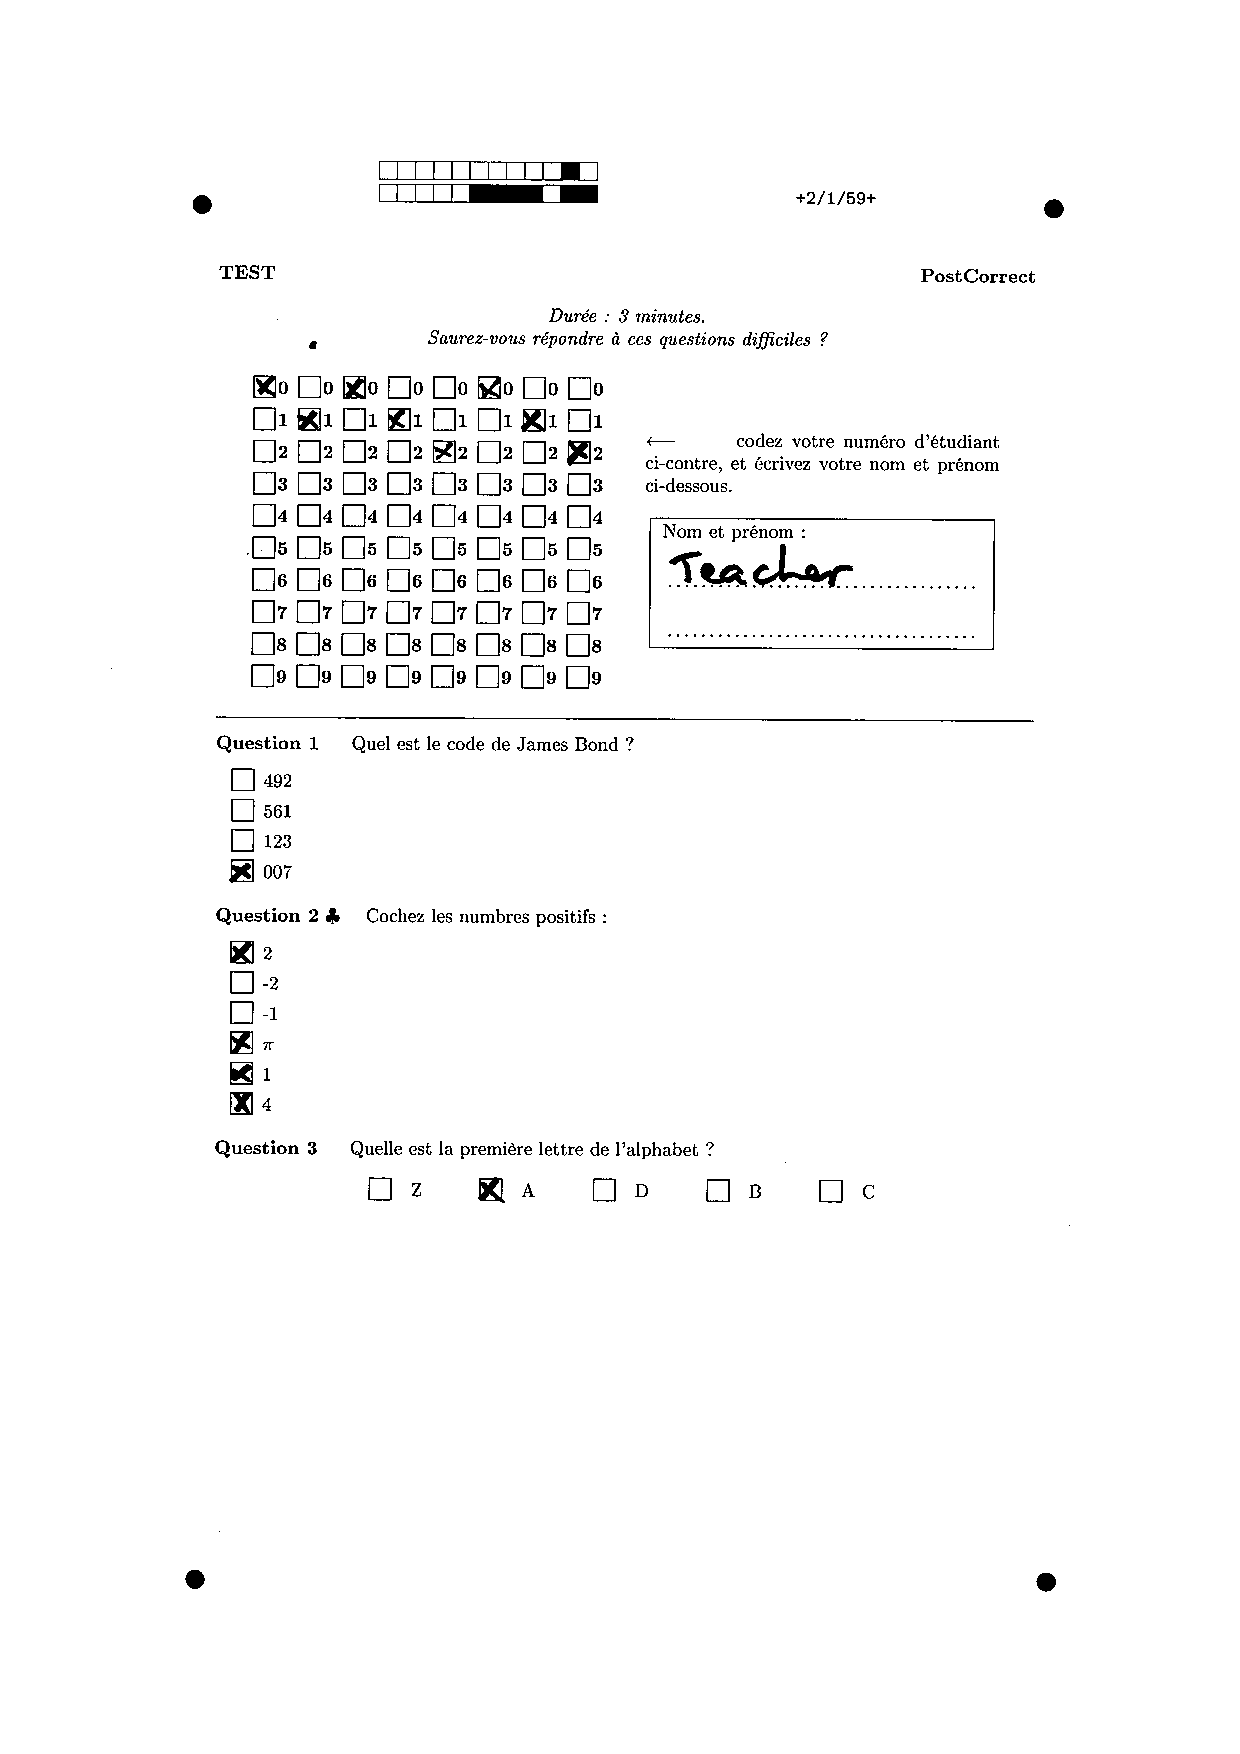 +2/1/59+
TEST PostCorrect
Durée : 3 minutes.
Saurez-vous répondre à ces questions difficiles ?
0 0 0 0 0 0 0 0
1 1 1 1 1 1 1 1
2 2 2 2 2 2 2 2
3 3 3 3 3 3 3 3
4 4 4 4 4 4 4 4
5 5 5 5 5 5 5 5
6 6 6 6 6 6 6 6
7 7 7 7 7 7 7 7
8 8 8 8 8 8 8 8
9 9 9 9 9 9 9 9
← codez votre numéro d'étudiant
ci-contre, et écrivez votre nom et prénom
ci-dessous.
Nom et prénom :
Teacher
Question 1 Quel est le code de James Bond ?
492
561
123
007
Question 2 ♣ Cochez les numbres positifs :
2
-2
-1
π
1
4
Question 3 Quelle est la première lettre de l'alphabet ?
Z A D B C